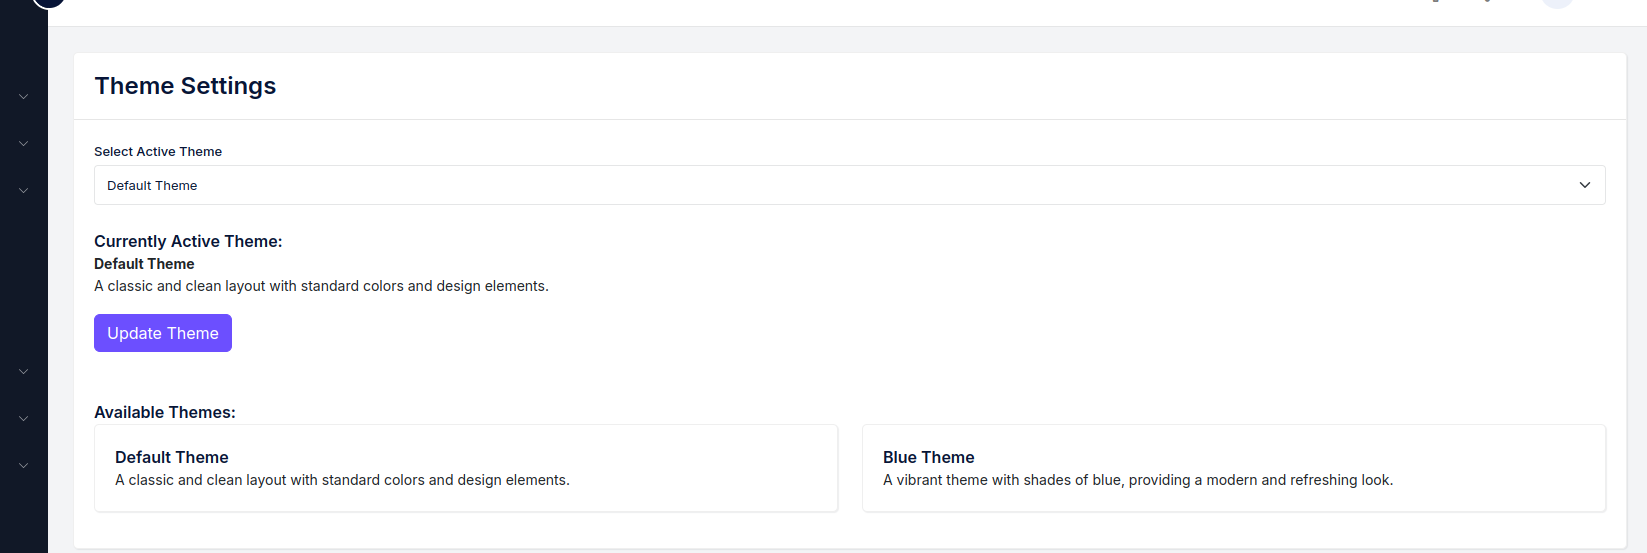 Theme Settings
Select Active Theme
Default Theme
Currently Active Theme:
Default Theme
A classic and clean layout with standard colors and design elements.
Update Theme
Available Themes:
Default Theme
A classic and clean layout with standard colors and design elements.
Blue Theme
A vibrant theme with shades of blue, providing a modern and refreshing look.